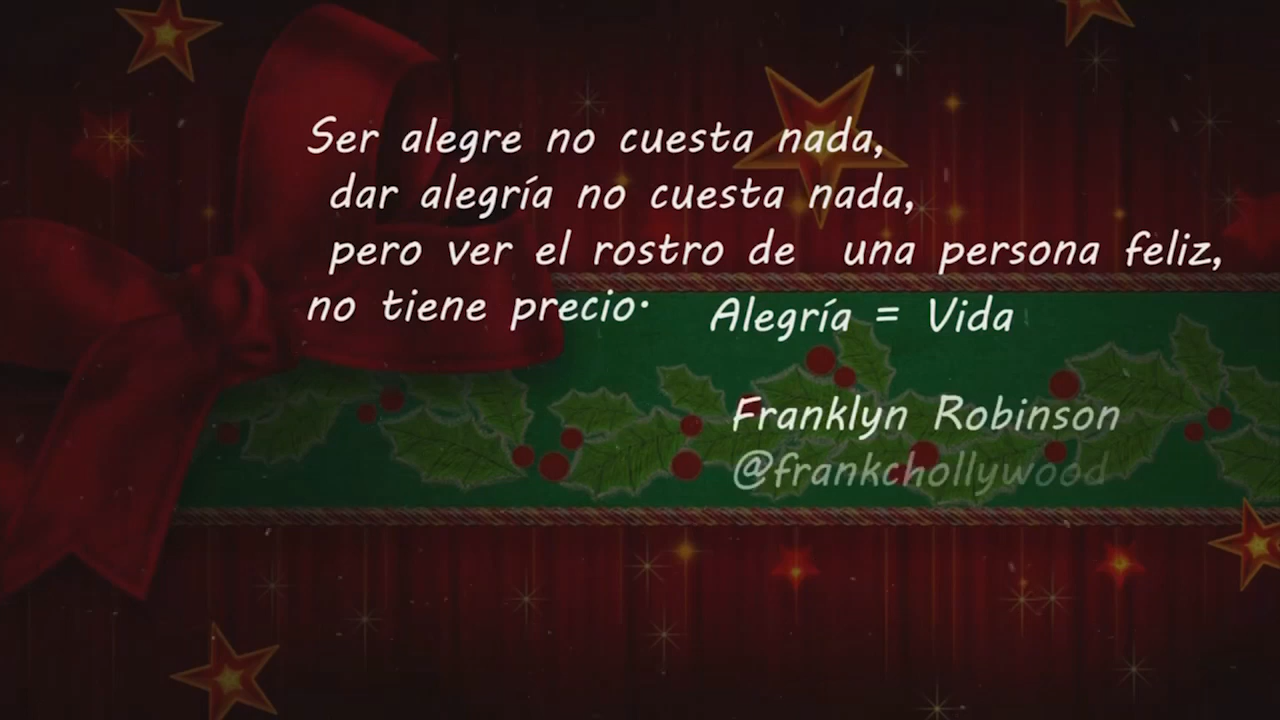 Ser alegre no cuesta nada,
dar alegría no cuesta nada,
pero ver el rostro de una persona feliz,
no tiene precio. Alegría = Vida
Franklyn Robinson
@frankchollywood